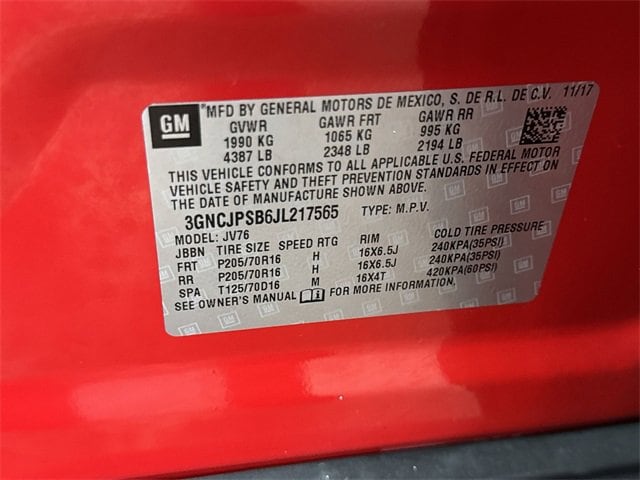 GM
*MFD BY GENERAL MOTORS DE MEXICO, S. DE R.L. DE C.V. 11/17
GVWR GAWR FRT GAWR RR
1990 KG 1065 KG 995 KG
4387 LB 2348 LB 2194 LB
THIS VEHICLE CONFORMS TO ALL APPLICABLE U.S. FEDERAL MOTOR
VEHICLE SAFETY AND THEFT PREVENTION STANDARDS IN EFFECT ON
THE DATE OF MANUFACTURE SHOWN ABOVE.
3GNCJPSB6JL217565 TYPE: M.P.V.
MODEL: JV76
JBBN TIRE SIZE SPEED RTG RIM COLD TIRE PRESSURE
FRT P205/70R16 H 16X6.5J 240KPA(35PSI)
RR P205/70R16 H 16X6.5J 240KPA(35PSI)
SPA T125/70D16 M 16X4T 420KPA(60PSI)
SEE OWNER'S MANUAL FOR MORE INFORMATION.